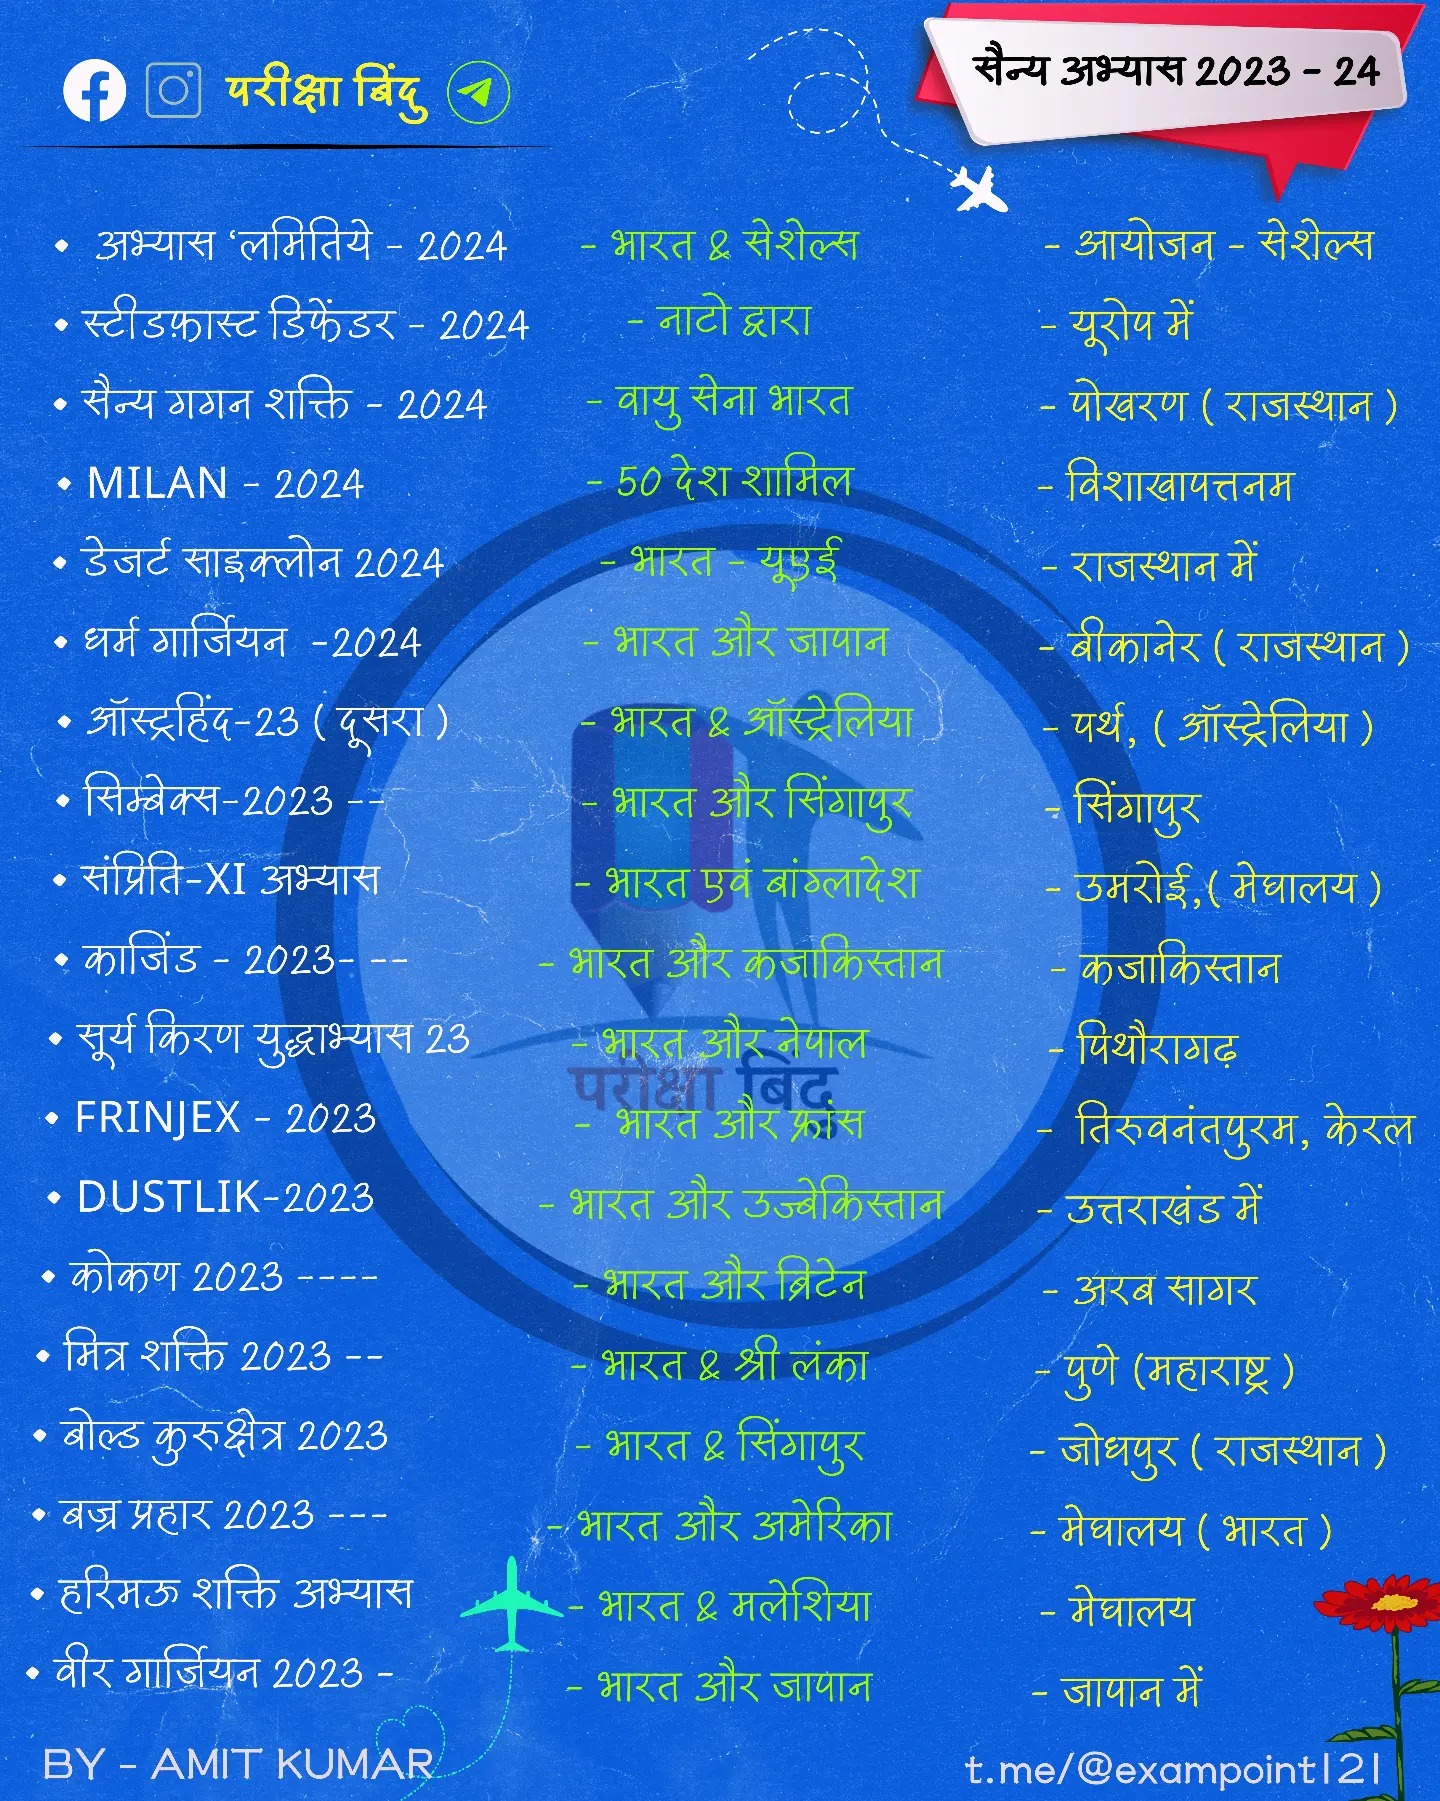 परीक्षा बिंदु
सैन्य अभ्यास 2023 - 24
• अभ्यास ‘लमितिये - 2024 - भारत & सेशेल्स - आयोजन - सेशेल्स
• स्टीडफ़ास्ट डिफेंडर - 2024 - नाटो द्वारा - यूरोप में
• सैन्य गगन शक्ति - 2024 - वायु सेना भारत - पोखरण ( राजस्थान )
• MILAN - 2024 - 50 देश शामिल - विशाखापत्तनम
• डेजर्ट साइक्लोन 2024 - भारत - यूएई - राजस्थान में
• धर्म गार्जियन -2024 - भारत और जापान - बीकानेर ( राजस्थान )
• ऑस्ट्रहिंद-23 ( दूसरा ) - भारत & ऑस्ट्रेलिया - पर्थ, ( ऑस्ट्रेलिया )
• सिम्बेक्स-2023 -- - भारत और सिंगापुर - सिंगापुर
• संप्रिति-XI अभ्यास - भारत एवं बांग्लादेश - उमरोई,( मेघालय )
• काजिंड - 2023- -- - भारत और कजाकिस्तान - कजाकिस्तान
• सूर्य किरण युद्धाभ्यास 23 - भारत और नेपाल - पिथौरागढ़
परीक्षा बिंदु
• FRINJEX - 2023 - भारत और फ्रांस - तिरुवनंतपुरम, केरल
• DUSTLIK-2023 - भारत और उज्बेकिस्तान - उत्तराखंड में
• कोकण 2023 ---- - भारत और ब्रिटेन - अरब सागर
• मित्र शक्ति 2023 -- - भारत & श्री लंका - पुणे (महाराष्ट्र )
• बोल्ड कुरुक्षेत्र 2023 - भारत & सिंगापुर - जोधपुर ( राजस्थान )
• बज्र प्रहार 2023 --- - भारत और अमेरिका - मेघालय ( भारत )
• हरिमऊ शक्ति अभ्यास - भारत & मलेशिया - मेघालय
• वीर गार्जियन 2023 - - भारत और जापान - जापान में
BY - AMIT KUMAR
t.me/@exampoint121